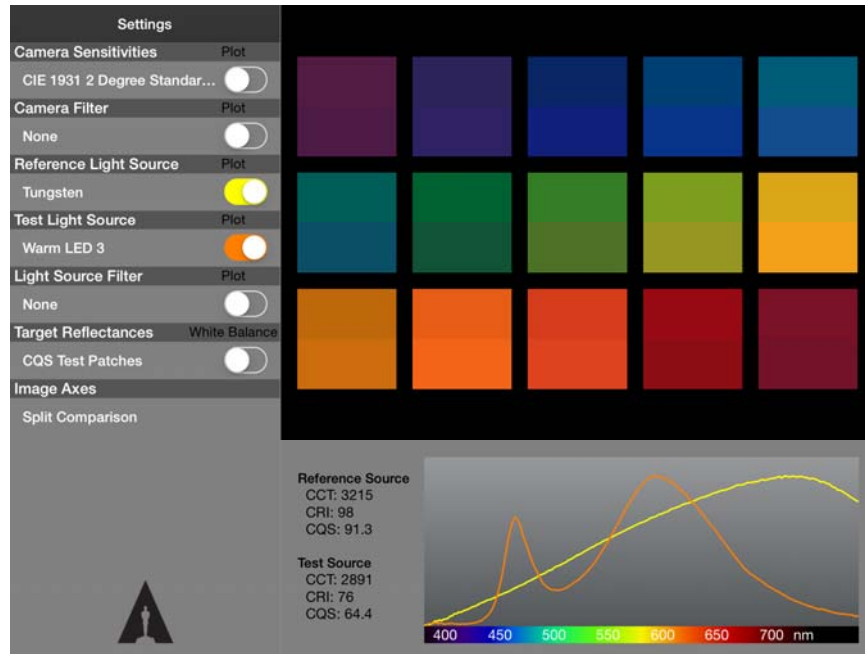 Settings
Camera Sensitivities Plot
CIE 1931 2 Degree Standar...
Camera Filter Plot
None
Reference Light Source Plot
Tungsten
Test Light Source Plot
Warm LED 3
Light Source Filter Plot
None
Target Reflectances White Balance
CQS Test Patches
Image Axes
Split Comparison
Reference Source
CCT: 3215
CRI: 98
CQS: 91.3
Test Source
CCT: 2891
CRI: 76
CQS: 64.4
400 450 500 550 600 650 700 nm